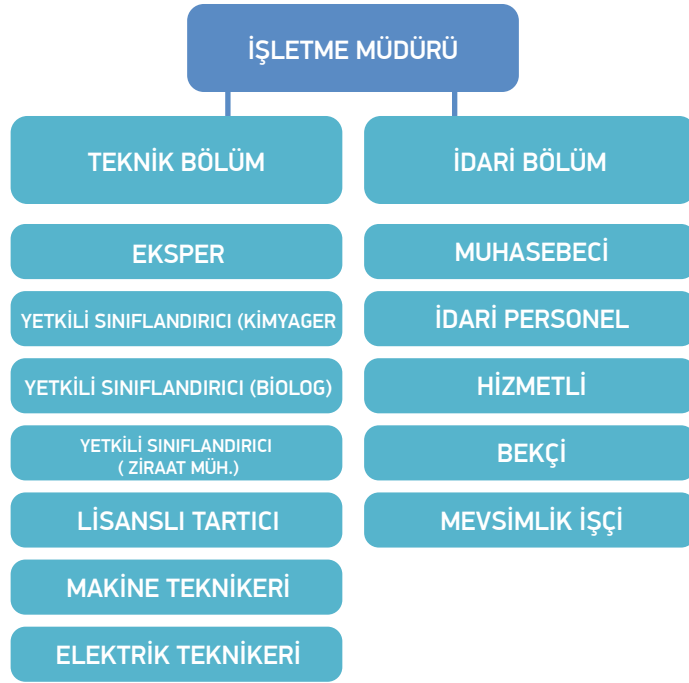 İŞLETME MÜDÜRÜ
TEKNİK BÖLÜM
EKSPER
YETKİLİ SINIFLANDIRICI (KİMYAGER
YETKİLİ SINIFLANDIRICI (BİOLOG)
YETKİLİ SINIFLANDIRICI
( ZİRAAT MÜH.)
LİSANSLI TARTICI
MAKİNE TEKNİKERİ
ELEKTRİK TEKNİKERİ
İDARİ BÖLÜM
MUHASEBECİ
İDARİ PERSONEL
HİZMETLİ
BEKÇİ
MEVSİMLİK İŞÇİ